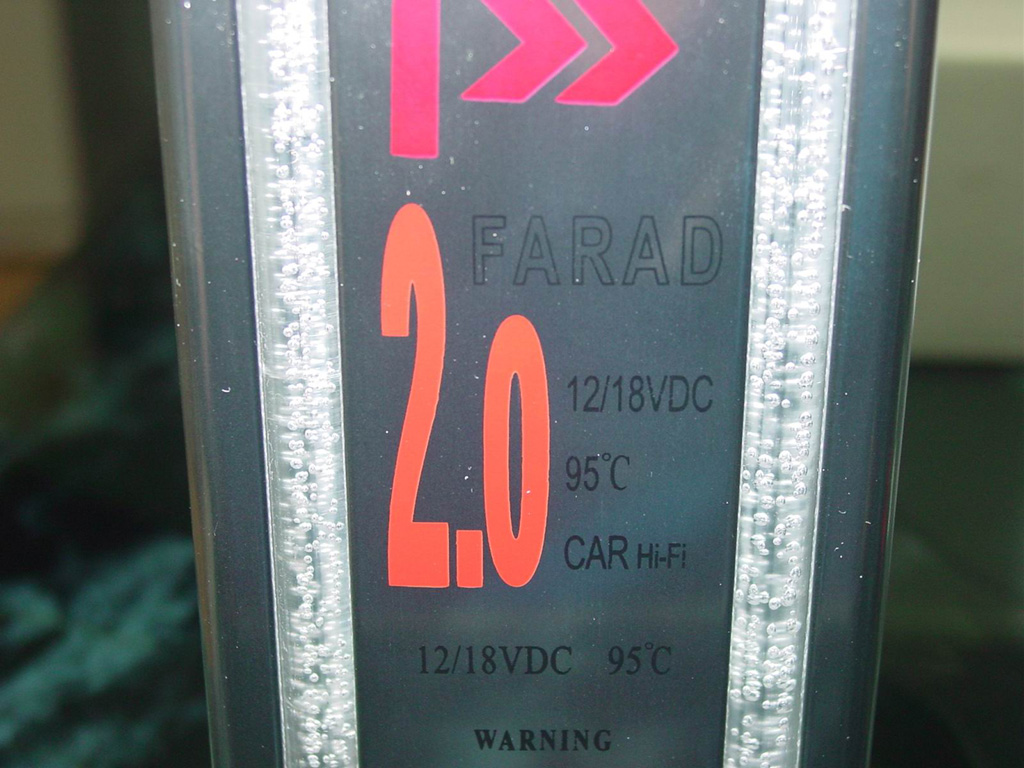 FARAD
2.0
12/18VDC
95°C
CAR Hi-Fi
12/18VDC 95°C
WARNING